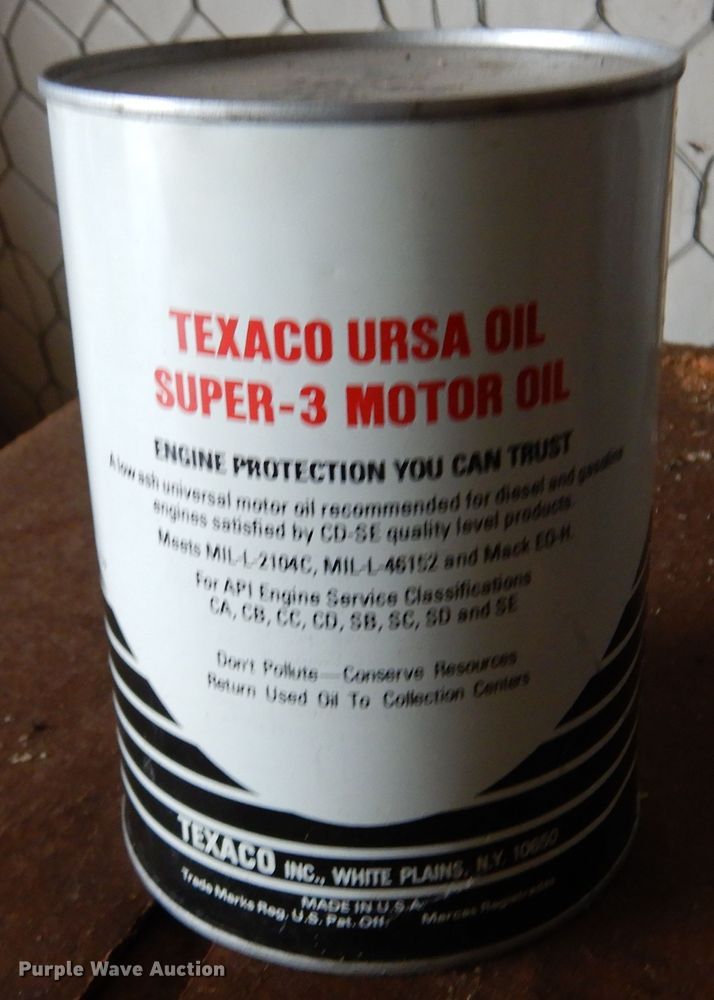 TEXACO URSA OIL
SUPER-3 MOTOR OIL
ENGINE PROTECTION YOU CAN TRUST
A low ash universal motor oil recommended for diesel and gasoline
engines satisfied by CD-SE quality level products.
Meets MIL-L-2104C, MIL-L-46152 and Mack EO-H.
For API Engine Service Classifications
CA, CB, CC, CD, SB, SC, SD and SE
Don't Pollute—Conserve Resources
Return Used Oil To Collection Centers
TEXACO INC., WHITE PLAINS, N.Y. 10650
MADE IN U.S.A.
Trade Marks Reg. U.S. Pat. Off. Marcas Registradas
Purple Wave Auction